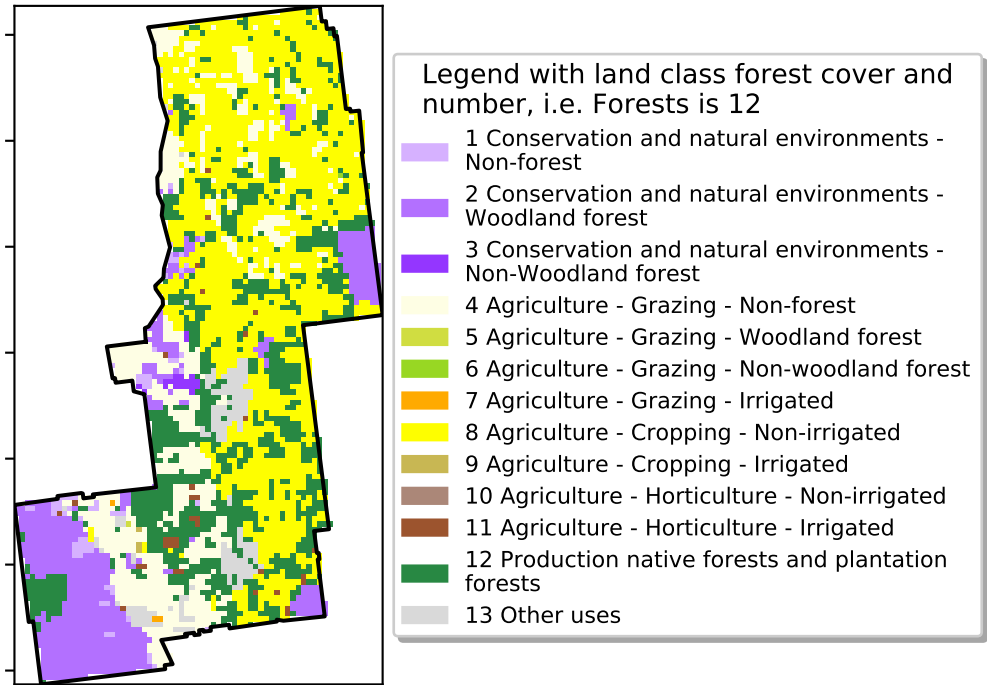 Legend with land class forest cover and
number, i.e. Forests is 12
1 Conservation and natural environments -
Non-forest
2 Conservation and natural environments -
Woodland forest
3 Conservation and natural environments -
Non-Woodland forest
4 Agriculture - Grazing - Non-forest
5 Agriculture - Grazing - Woodland forest
6 Agriculture - Grazing - Non-woodland forest
7 Agriculture - Grazing - Irrigated
8 Agriculture - Cropping - Non-irrigated
9 Agriculture - Cropping - Irrigated
10 Agriculture - Horticulture - Non-irrigated
11 Agriculture - Horticulture - Irrigated
12 Production native forests and plantation
forests
13 Other uses